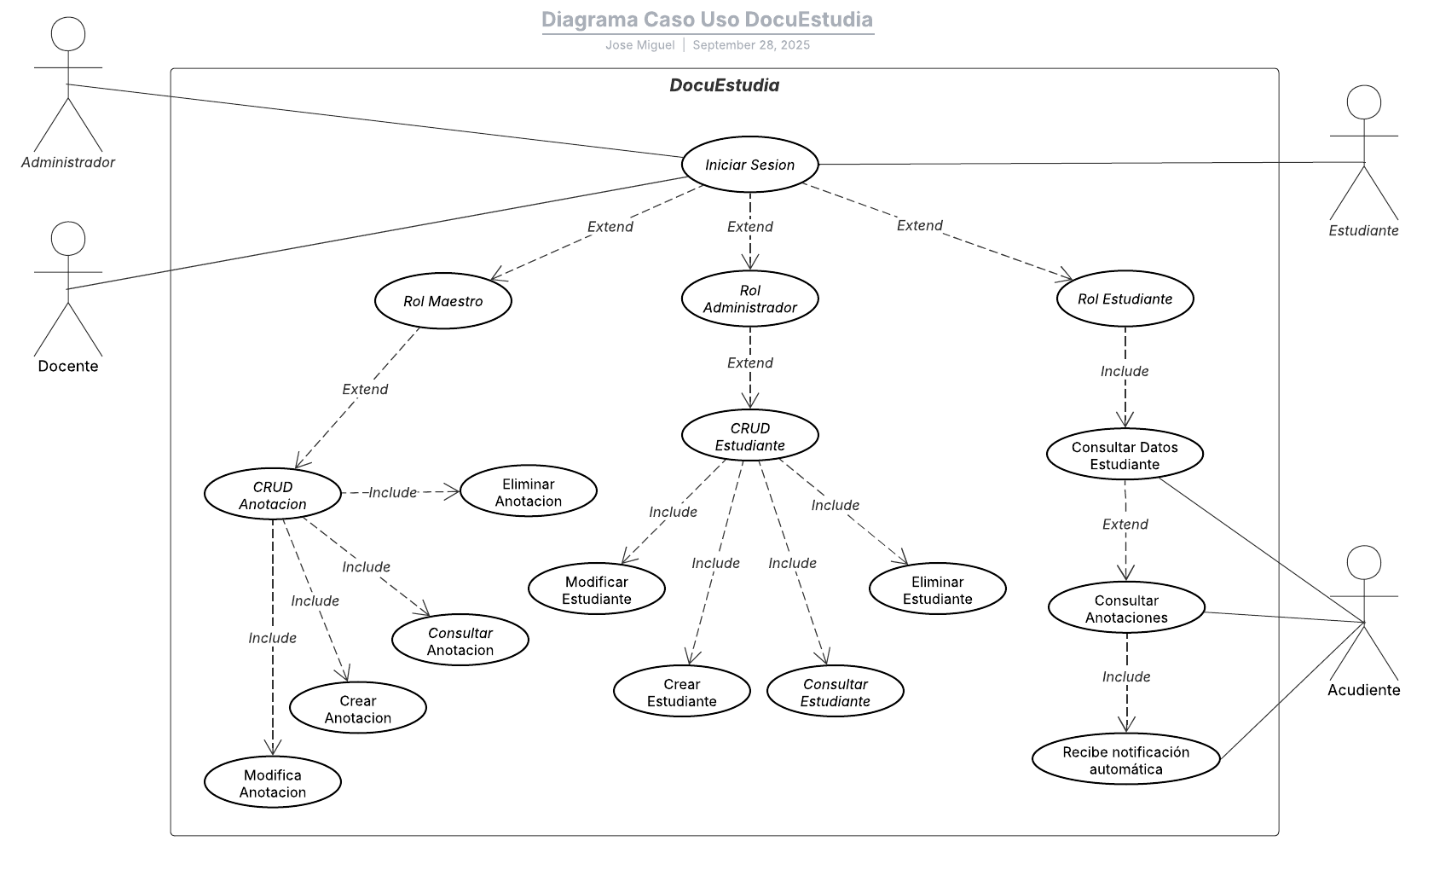 Diagrama Caso Uso DocuEstudia
Jose Miguel | September 28, 2025
DocuEstudia
Administrador
Iniciar Sesion
Estudiante
Extend
Extend
Extend
Docente
Rol Maestro
Rol
Administrador
Rol Estudiante
Extend
Extend
Include
CRUD
Estudiante
Consultar Datos
Estudiante
CRUD
Anotacion
Include
Eliminar
Anotacion
Include
Include
Extend
Include
Include
Include
Include
Include
Modificar
Estudiante
Eliminar
Estudiante
Consultar
Anotaciones
Consultar
Anotacion
Crear
Anotacion
Crear
Estudiante
Consultar
Estudiante
Include
Acudiente
Modifica
Anotacion
Recibe notificación
automática